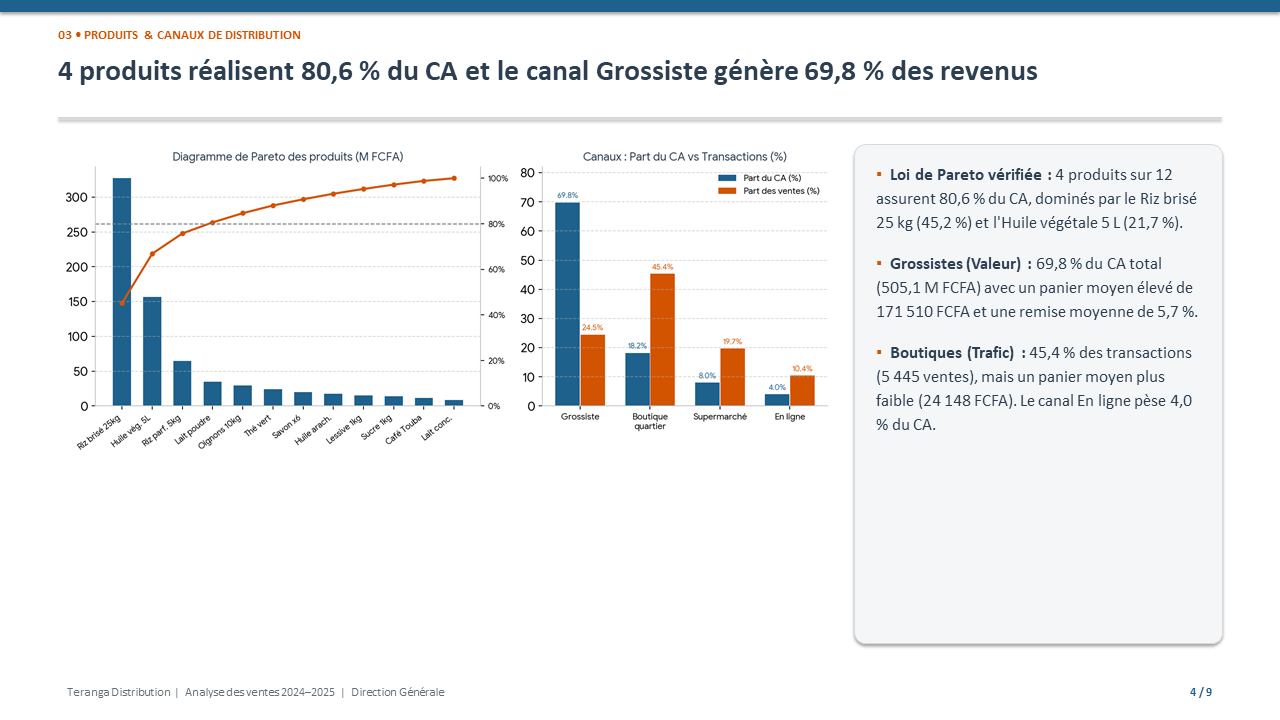 03 • PRODUITS & CANAUX DE DISTRIBUTION
4 produits réalisent 80,6 % du CA et le canal Grossiste génère 69,8 % des revenus
Diagramme de Pareto des produits (M FCFA)
300
250
200
150
100
50
0
100%
80%
60%
40%
20%
0%
Riz brisé 25kg
Huile vég. 5L
Riz parf. 5kg
Lait poudre
Oignons 10kg
Thé vert
Savon x6
Huile arach.
Lessive 1kg
Sucre 1kg
Café Touba
Lait conc.
Canaux : Part du CA vs Transactions (%)
Part du CA (%)
Part des ventes (%)
80
70
60
50
40
30
20
10
0
69.8%
24.5%
18.2%
45.4%
8.0%
19.7%
4.0%
10.4%
Grossiste
Boutique
quartier
Supermarché
En ligne
▪ Loi de Pareto vérifiée : 4 produits sur 12
assurent 80,6 % du CA, dominés par le Riz brisé
25 kg (45,2 %) et l'Huile végétale 5 L (21,7 %).
▪ Grossistes (Valeur) : 69,8 % du CA total
(505,1 M FCFA) avec un panier moyen élevé de
171 510 FCFA et une remise moyenne de 5,7 %.
▪ Boutiques (Trafic) : 45,4 % des transactions
(5 445 ventes), mais un panier moyen plus
faible (24 148 FCFA). Le canal En ligne pèse 4,0
% du CA.
Teranga Distribution | Analyse des ventes 2024–2025 | Direction Générale
4 / 9